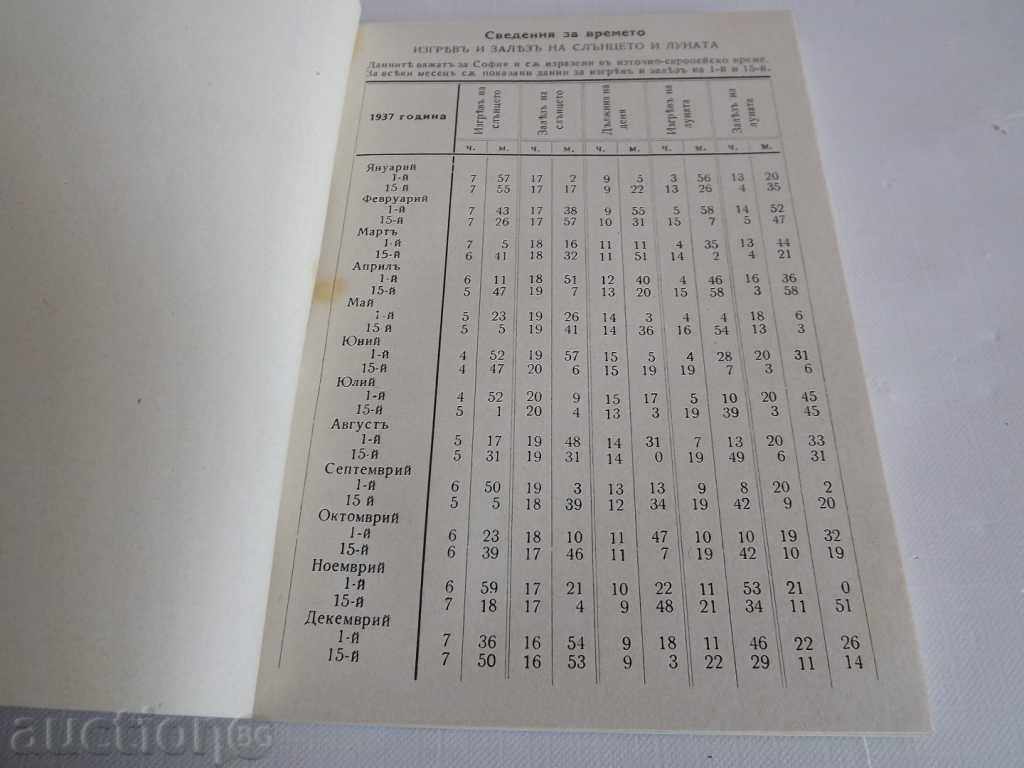 Сведения за времето
ИЗГРѢВЪ И ЗАЛѢЗЪ НА СЛЪНЦЕТО И ЛУНАТА
Даннитѣ важатъ за София и сѫ изразени въ източно-европейско време.
За всѣки месецъ сѫ показани данни за изгрѣвъ и залѣзъ на 1-й и 15-й.
1937 година Изгрѣвъ на слънцето Залѣзъ на слънцето Дължина на деня Изгрѣвъ на луната Залѣзъ на луната
ч. м. ч. м. ч. м. ч. м. ч. м.
Януарий
1-й 7 57 17 2 9 5 3 56 13 20
15 й 7 55 17 17 9 22 13 26 4 35
Февруарий
1-й 7 43 17 38 9 55 5 58 14 52
15-й 7 26 17 57 10 31 15 7 5 47
Мартъ
1-й 7 5 18 16 11 11 4 35 13 44
15-й 6 41 18 32 11 51 14 2 4 21
Априлъ
1-й 6 11 18 51 12 40 4 46 16 36
15-й 5 47 19 7 13 20 15 58 3 58
Май
1-й 5 23 19 26 14 3 4 4 18 6
15 й 5 5 19 41 14 36 16 54 13 3
Юний
1-й 4 52 19 57 15 5 4 28 20 31
15-й 4 47 20 6 15 19 19 7 3 6
Юлий
1-й 4 52 20 9 15 17 5 10 20 45
15-й 5 1 20 4 13 3 19 39 3 45
Августъ
1-й 5 17 19 48 14 31 7 13 20 33
15-й 5 31 19 31 14 0 19 49 6 31
Септемврий
1-й 6 50 19 3 13 13 9 8 20 2
15 й 5 5 18 39 12 34 19 42 9 20
Октомврий
1-й 6 23 18 10 11 47 10 10 19 32
15-й 6 39 17 46 11 7 19 42 10 19
Ноемврий
1-й 6 59 17 21 10 22 11 53 21 0
15-й 7 18 17 4 9 48 21 34 11 51
Декемврий
1-й 7 36 16 54 9 18 11 46 22 26
15-й 7 50 16 53 9 3 22 29 11 14
auction BG